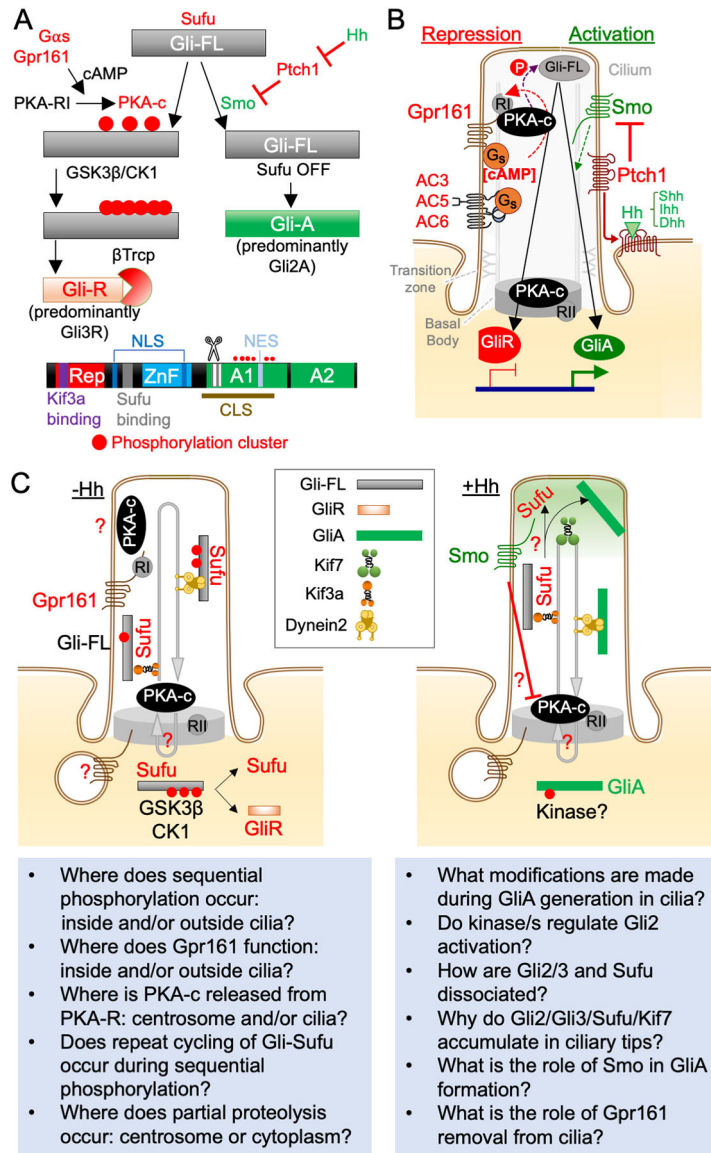 A
Sufu
Gαs
Gpr161
Gli-FL
Hh
cAMP
Ptch1
PKA-RI
PKA-c
Smo
Gli-FL
GSK3β/CK1
Sufu OFF
Gli-A
(predominantly
Gli2A)
βTrcp
Gli-R
(predominantly
Gli3R)
NLS
NES
Rep
ZnF
A1
A2
Kif3a
binding
Sufu
binding
CLS
Phosphorylation cluster
B
Repression
Activation
P
Gli-FL
Cilium
RI
Gpr161
PKA-c
Smo
Gs
[cAMP]
Ptch1
AC3
AC5
AC6
Gs
Hh
Shh
Ihh
Dhh
Transition
zone
PKA-c
RII
Basal
Body
GliR
GliA
C
-Hh
PKA-c
?
RI
Sufu
Gpr161
Gli-FL
Sufu
PKA-c
RII
?
?
Sufu
GSK3β
CK1
Sufu
GliR
Gli-FL
GliR
GliA
Kif7
Kif3a
Dynein2
+Hh
Sufu
?
Smo
Sufu
?
PKA-c
RII
?
GliA
Kinase?
• Where does sequential
phosphorylation occur:
inside and/or outside cilia?
• Where does Gpr161 function:
inside and/or outside cilia?
• Where is PKA-c released from
PKA-R: centrosome and/or cilia?
• Does repeat cycling of Gli-Sufu
occur during sequential
phosphorylation?
• Where does partial proteolysis
occur: centrosome or cytoplasm?
• What modifications are made
during GliA generation in cilia?
• Do kinase/s regulate Gli2
activation?
• How are Gli2/3 and Sufu
dissociated?
• Why do Gli2/Gli3/Sufu/Kif7
accumulate in ciliary tips?
• What is the role of Smo in GliA
formation?
• What is the role of Gpr161
removal from cilia?